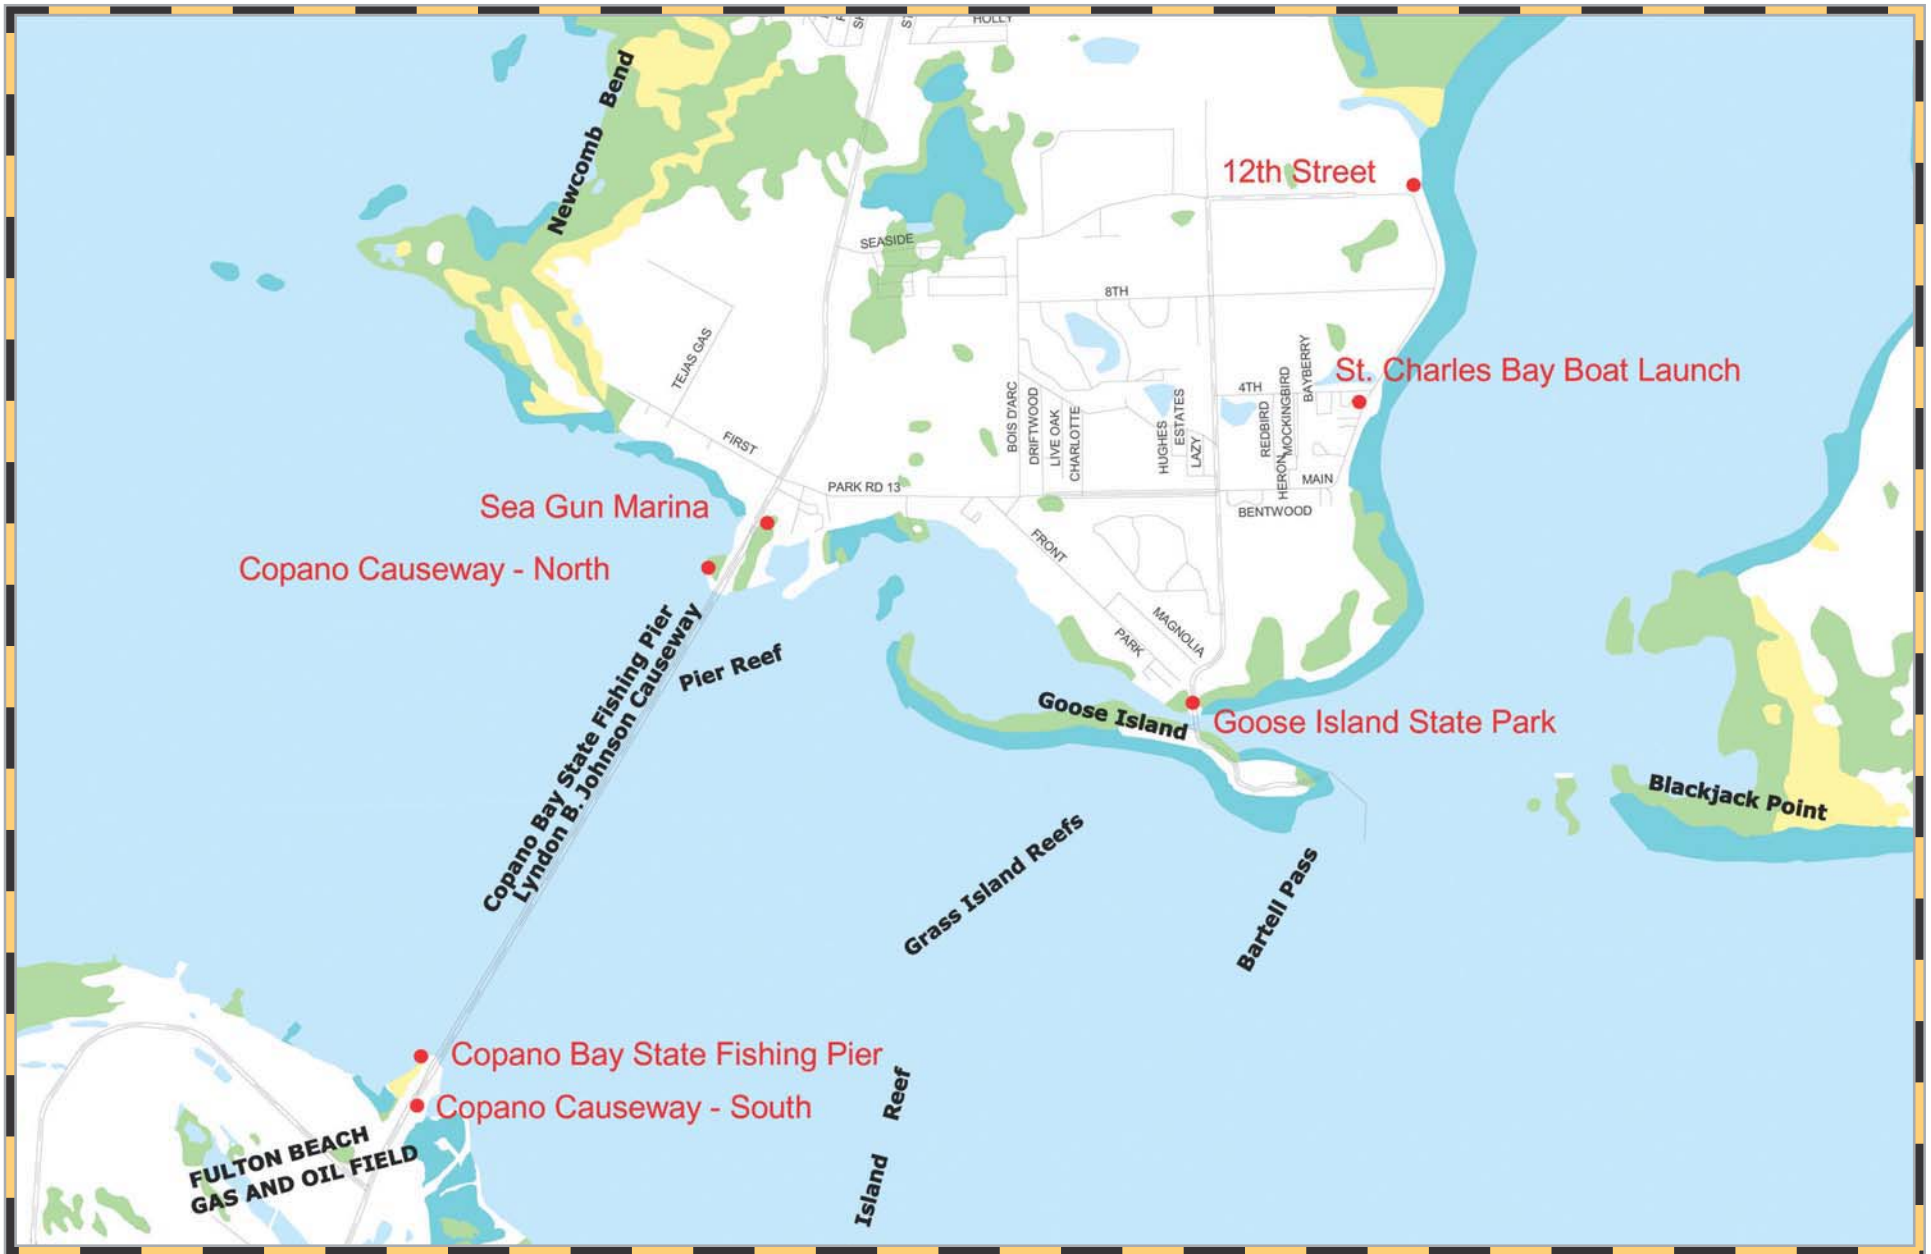 HOLLY
Newcomb Bend
12th Street
SEASIDE
8TH
TEJAS GAS
BAYBERRY
St. Charles Bay Boat Launch
4TH
MOCKINGBIRD
REDBIRD
HERON
BOIS D'ARC
DRIFTWOOD
LIVE OAK
CHARLOTTE
HUGHES
ESTATES
LAZY
FIRST
PARK RD 13
MAIN
BENTWOOD
Sea Gun Marina
FRONT
Copano Causeway - North
MAGNOLIA
PARK
Copano Bay State Fishing Pier
Lyndon B. Johnson Causeway
Pier Reef
Goose Island
Goose Island State Park
Blackjack Point
Grass Island Reefs
Bartell Pass
Copano Bay State Fishing Pier
Copano Causeway - South
Island Reef
FULTON BEACH
GAS AND OIL FIELD